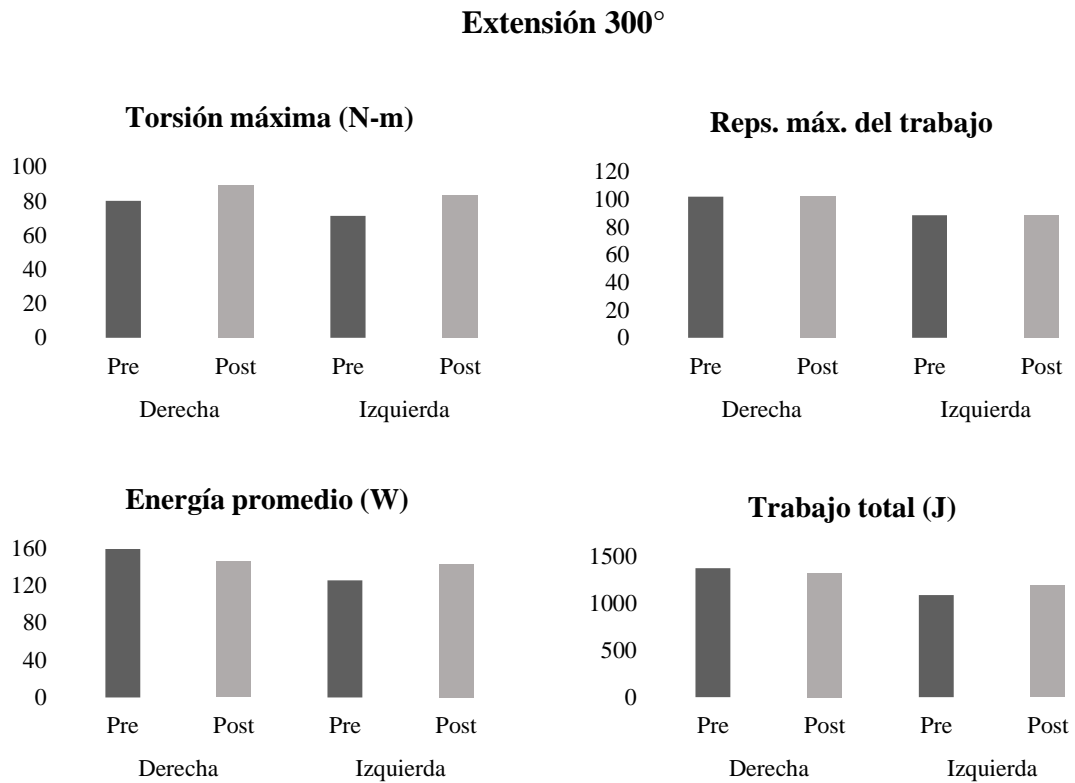 Extensión 300°
Torsión máxima (N-m)
100
80
60
40
20
0
Pre Post Pre Post
Derecha Izquierda
Reps. máx. del trabajo
120
100
80
60
40
20
0
Pre Post Pre Post
Derecha Izquierda
Energía promedio (W)
160
120
80
40
0
Pre Post Pre Post
Derecha Izquierda
Trabajo total (J)
1500
1000
500
0
Pre Post Pre Post
Derecha Izquierda